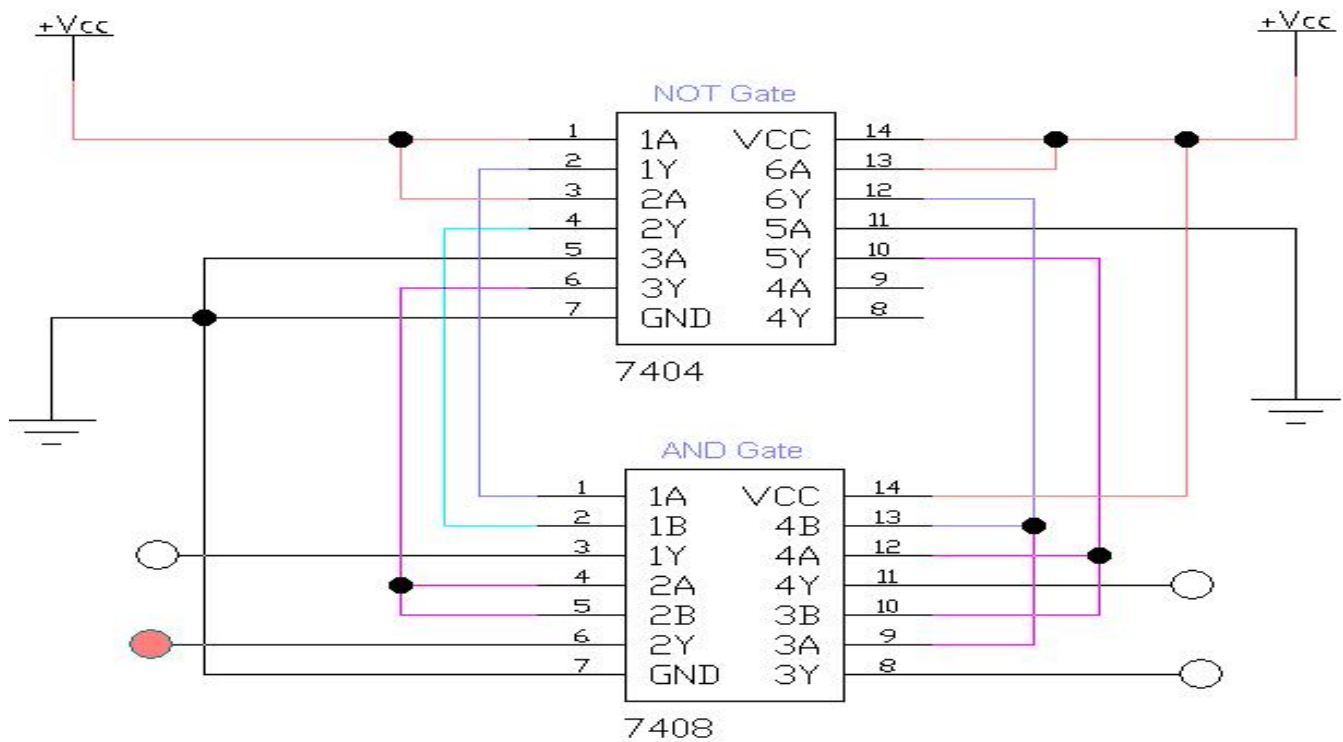 +Vcc +Vcc
NOT Gate
1 1A VCC 14
2 1Y 6A 13
3 2A 6Y 12
4 2Y 5A 11
5 3A 5Y 10
6 3Y 4A 9
7 GND 4Y 8
7404
AND Gate
1 1A VCC 14
2 1B 4B 13
3 1Y 4A 12
4 2A 4Y 11
5 2B 3B 10
6 2Y 3A 9
7 GND 3Y 8
7408